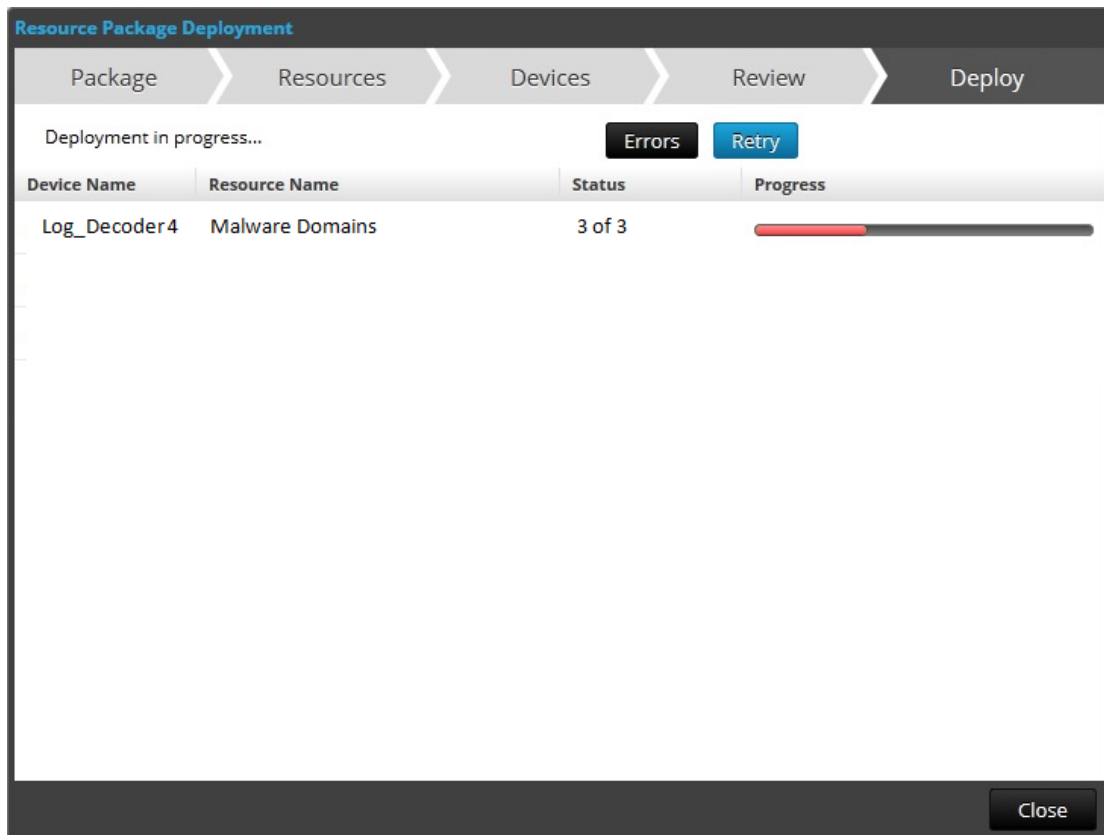 Resource Package Deployment
Package Resources Devices Review Deploy
Deployment in progress... Errors Retry
Device Name Resource Name Status Progress
Log_Decoder4 Malware Domains 3 of 3
Close